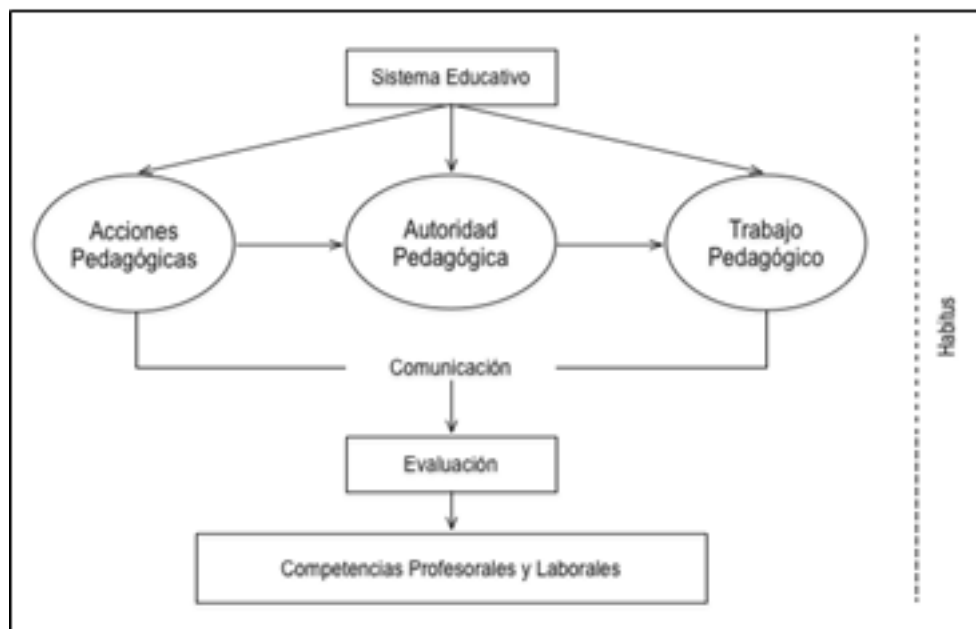 Sistema Educativo
Acciones
Pedagógicas
Autoridad
Pedagógica
Trabajo
Pedagógico
Comunicación
Evaluación
Competencias Profesorales y Laborales
Habitus